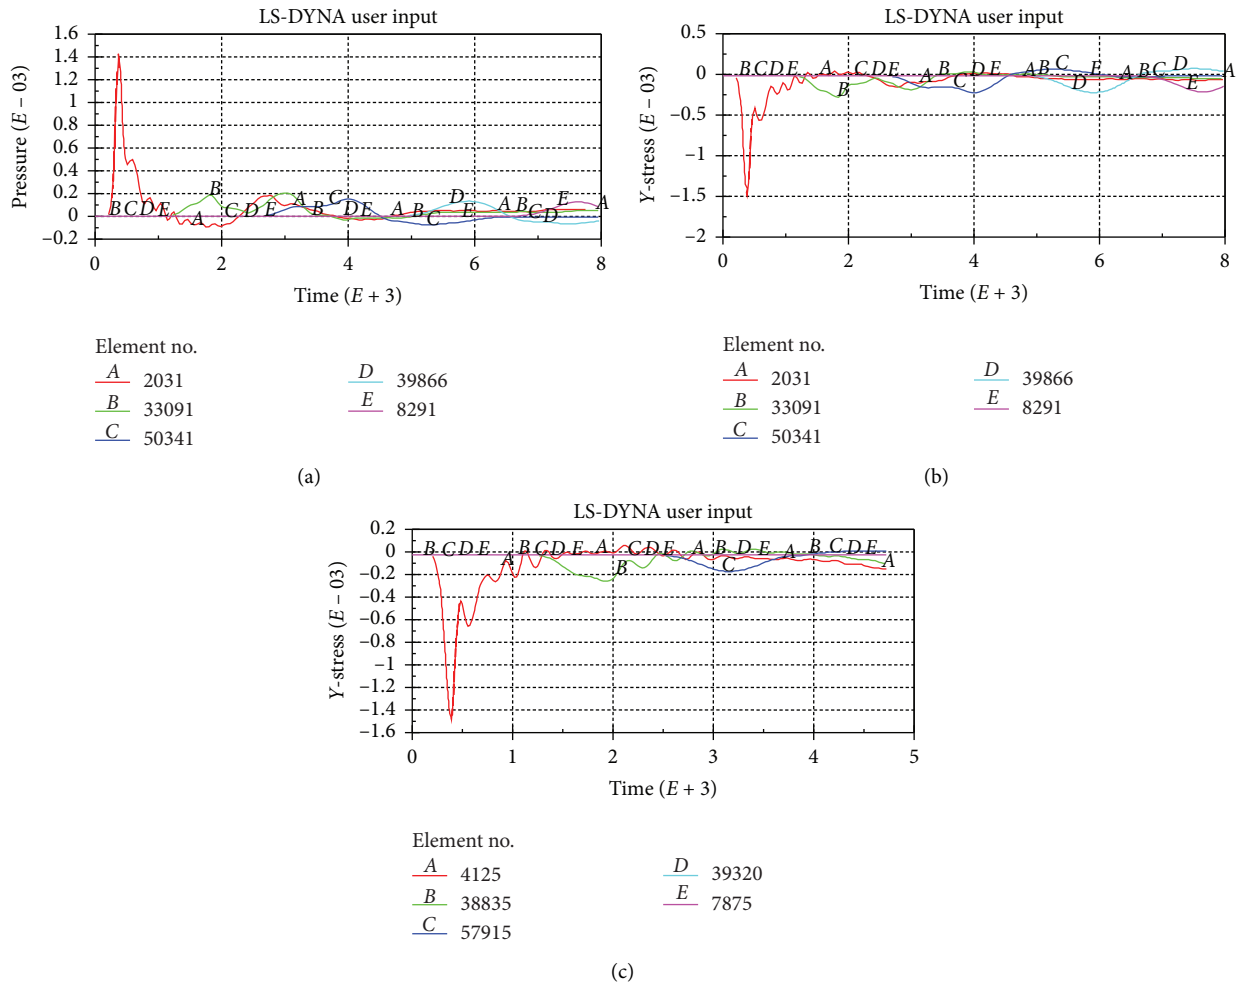 LS-DYNA user input
Pressure (E – 03)
1.6
1.4
1.2
1
0.8
0.6
0.4
0.2
0
–0.2
B C D E A B C D E A C B D E A B C D E A B C D E A
0 2 4 6 8
Time (E + 3)
Element no.
A 2031
B 33091
C 50341
D 39866
E 8291
(a)
LS-DYNA user input
Y-stress (E – 03)
0.5
0
–0.5
–1
–1.5
–2
B C D E A B C D E A B C D E A B C D E A B C D E A
0 2 4 6 8
Time (E + 3)
Element no.
A 2031
B 33091
C 50341
D 39866
E 8291
(b)
LS-DYNA user input
Y-stress (E – 03)
0.2
0
–0.2
–0.4
–0.6
–0.8
–1
–1.2
–1.4
–1.6
B C D E A B C D E A B C D E A B C D E A B C D E A
0 1 2 3 4 5
Time (E + 3)
Element no.
A 4125
B 38835
C 57915
D 39320
E 7875
(c)